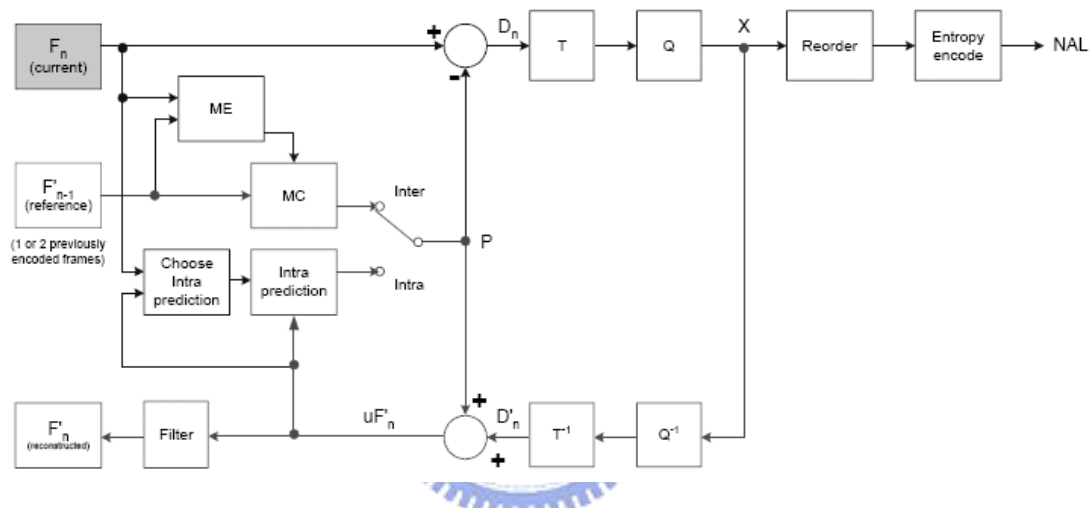 Fn
(current)
+
-
Dn
T
Q
X
Reorder
Entropy
encode
NAL
ME
F'n-1
(reference)
(1 or 2 previously
encoded frames)
MC
Inter
P
Choose
Intra
prediction
Intra
prediction
Intra
F'n
(reconstructed)
Filter
uF'n
+
+
D'n
T-1
Q-1